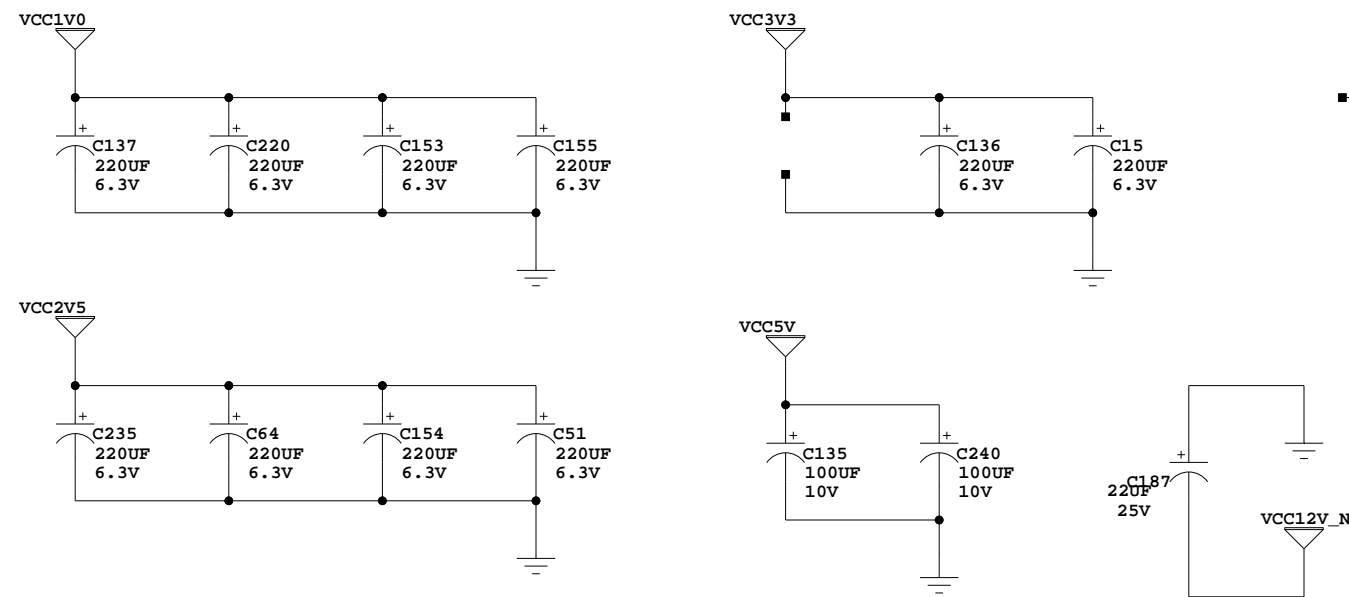 VCC1V0
C137
220UF
6.3V
C220
220UF
6.3V
C153
220UF
6.3V
C155
220UF
6.3V
VCC3V3
C136
220UF
6.3V
C15
220UF
6.3V
VCC2V5
C235
220UF
6.3V
C64
220UF
6.3V
C154
220UF
6.3V
C51
220UF
6.3V
VCC5V
C135
100UF
10V
C240
100UF
10V
C187
22UF
25V
VCC12V_N